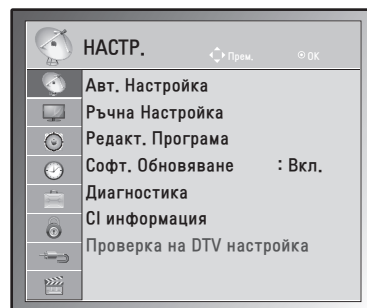 НАСТР.
Прем. OK
Авт. Настройка
Ръчна Настройка
Редакт. Програма
Софт. Обновяване : Вкл.
Диагностика
CI информация
Проверка на DTV настройка